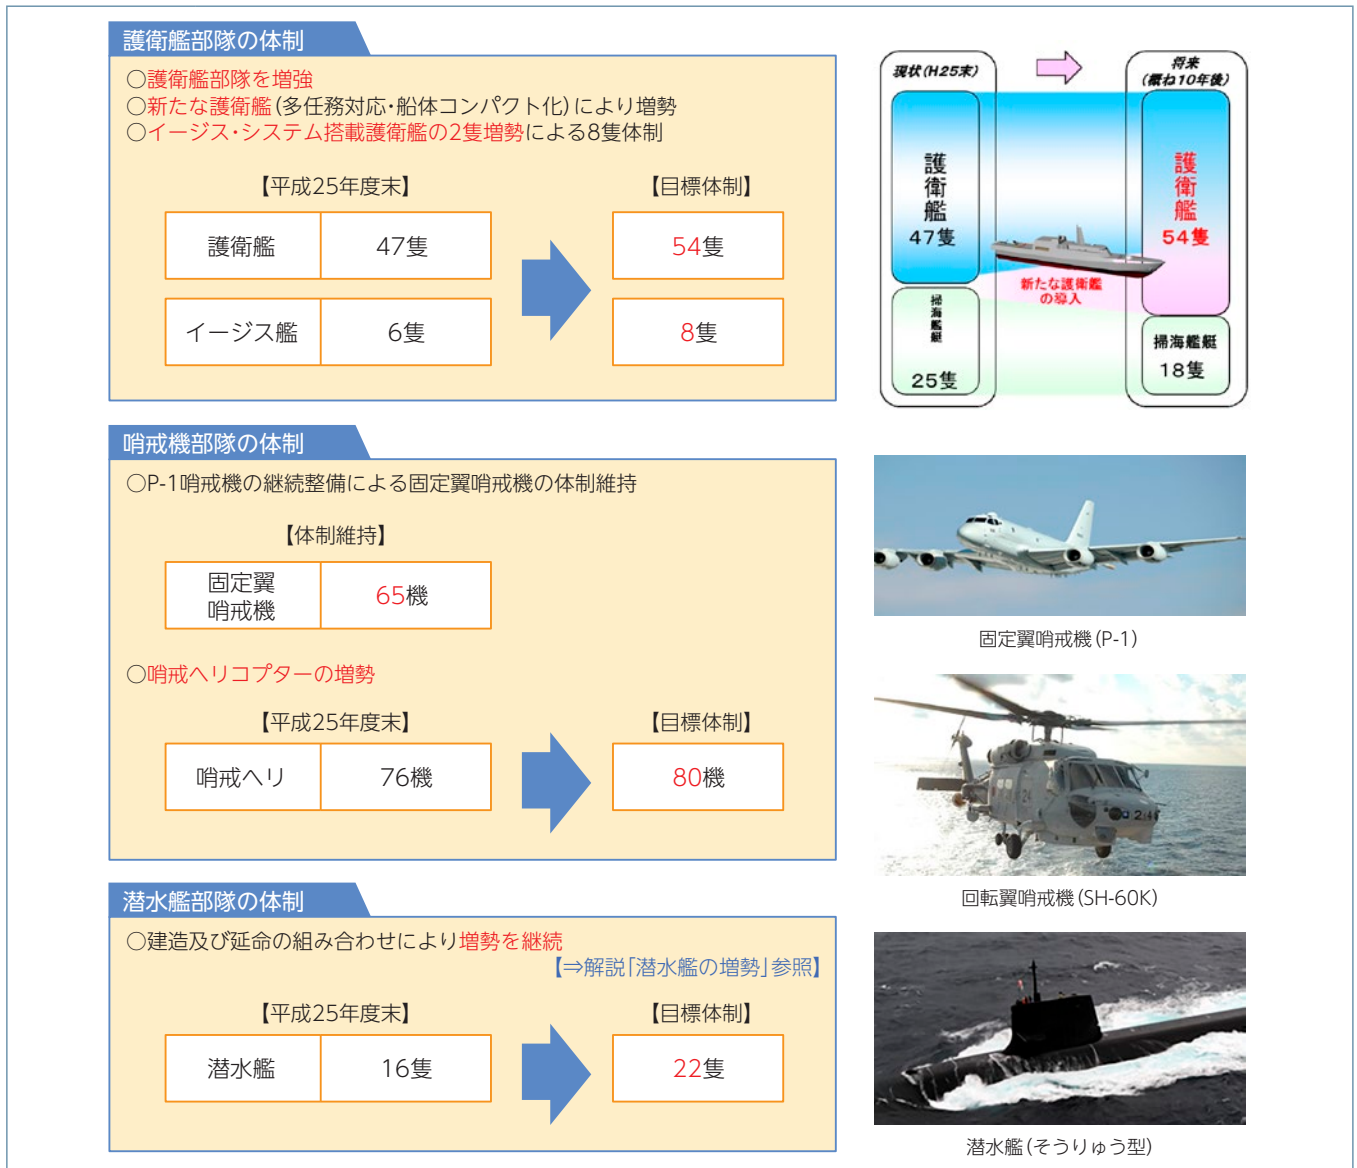 護衛艦部隊の体制
○護衛艦部隊を増強
○新たな護衛艦(多任務対応・船体コンパクト化)により増勢
○イージス・システム搭載護衛艦の2隻増勢による8隻体制
【平成25年度末】
【目標体制】
護衛艦
47隻
54隻
イージス艦
6隻
8隻
現状(H25末)
将来
(概ね10年後)
護衛艦
47隻
護衛艦
54隻
新たな護衛艦
の導入
掃海艦艇
25隻
掃海艦艇
18隻
哨戒機部隊の体制
○P-1哨戒機の継続整備による固定翼哨戒機の体制維持
【体制維持】
固定翼
哨戒機
65機
○哨戒ヘリコプターの増勢
【平成25年度末】
【目標体制】
哨戒ヘリ
76機
80機
固定翼哨戒機(P-1)
回転翼哨戒機(SH-60K)
潜水艦部隊の体制
○建造及び延命の組み合わせにより増勢を継続
【⇒解説「潜水艦の増勢」参照】
【平成25年度末】
【目標体制】
潜水艦
16隻
22隻
潜水艦(そうりゅう型)